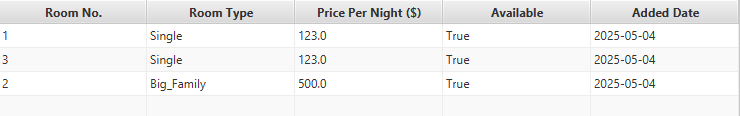 Room No. Room Type Price Per Night ($) Available Added Date
1 Single 123.0 True 2025-05-04
3 Single 123.0 True 2025-05-04
2 Big_Family 500.0 True 2025-05-04